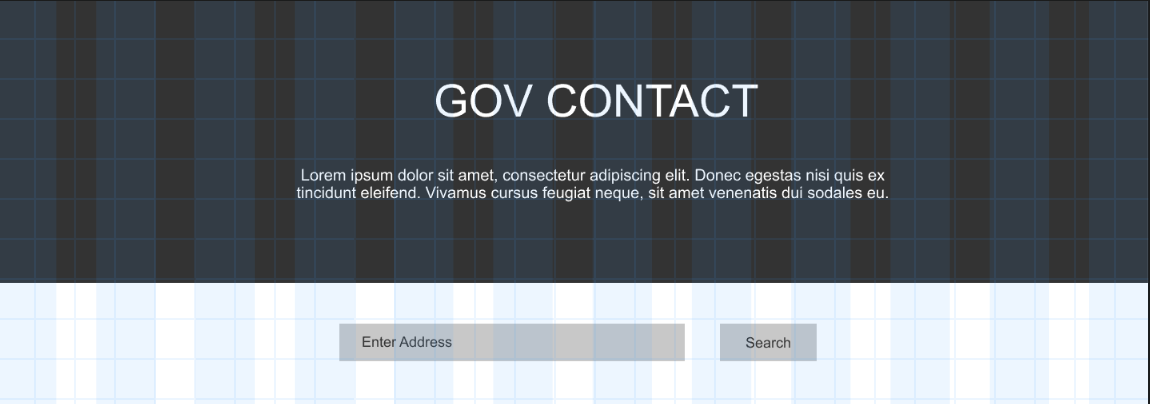 GOV CONTACT
Lorem ipsum dolor sit amet, consectetur adipiscing elit. Donec egestas nisi quis ex
tincidunt eleifend. Vivamus cursus feugiat neque, sit amet venenatis dui sodales eu.
Enter Address
Search